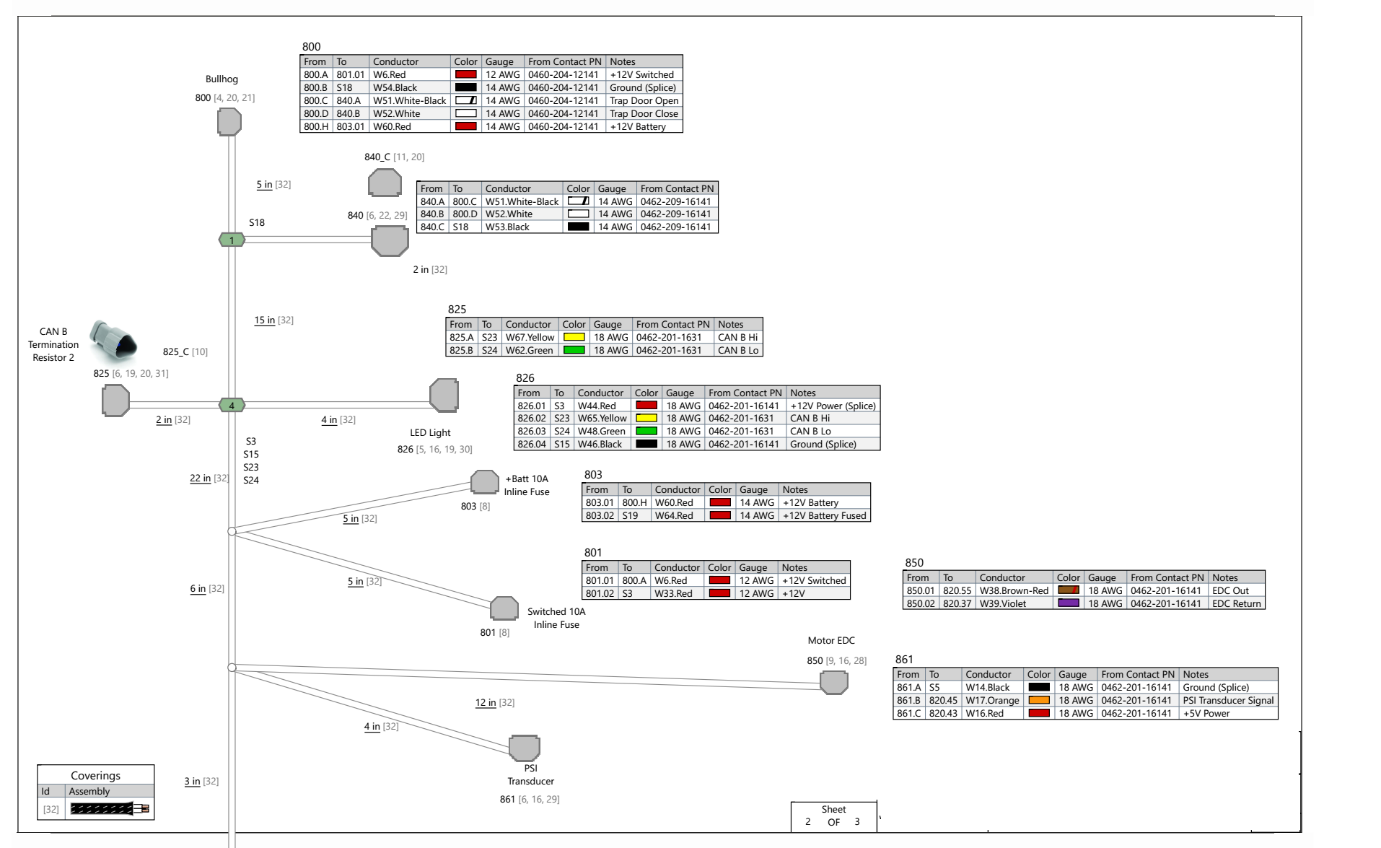 800
From To Conductor Color Gauge From Contact PN Notes
800.A 801.01 W6.Red 12 AWG 0460-204-12141 +12V Switched
800.B S18 W54.Black 14 AWG 0460-204-12141 Ground (Splice)
800.C 840.A W51.White-Black 14 AWG 0460-204-12141 Trap Door Open
800.D 840.B W52.White 14 AWG 0460-204-12141 Trap Door Close
800.H 803.01 W60.Red 14 AWG 0460-204-12141 +12V Battery
Bullhog
800 [4, 20, 21]
840_C [11, 20]
5 in [32]
From To Conductor Color Gauge From Contact PN
840.A 800.C W51.White-Black 14 AWG 0462-209-16141
840.B 800.D W52.White 14 AWG 0462-209-16141
840.C S18 W53.Black 14 AWG 0462-209-16141
840 [6, 22, 29]
S18
1
2 in [32]
15 in [32]
825
From To Conductor Color Gauge From Contact PN Notes
825.A S23 W67.Yellow 18 AWG 0462-201-1631 CAN B Hi
825.B S24 W62.Green 18 AWG 0462-201-1631 CAN B Lo
CAN B
Termination
Resistor 2
825_C [10]
825 [6, 19, 20, 31]
4
2 in [32]
4 in [32]
826
From To Conductor Color Gauge From Contact PN Notes
826.01 S3 W44.Red 18 AWG 0462-201-16141 +12V Power (Splice)
826.02 S23 W65.Yellow 18 AWG 0462-201-1631 CAN B Hi
826.03 S24 W48.Green 18 AWG 0462-201-1631 CAN B Lo
826.04 S15 W46.Black 18 AWG 0462-201-16141 Ground (Splice)
LED Light
826 [5, 16, 19, 30]
S3
S15
S23
S24
22 in [32]
+Batt 10A
Inline Fuse
803 [8]
5 in [32]
803
From To Conductor Color Gauge Notes
803.01 800.H W60.Red 14 AWG +12V Battery
803.02 S19 W64.Red 14 AWG +12V Battery Fused
801
From To Conductor Color Gauge Notes
801.01 800.A W6.Red 12 AWG +12V Switched
801.02 S3 W33.Red 12 AWG +12V
6 in [32]
5 in [32]
Switched 10A
Inline Fuse
801 [8]
850
From To Conductor Color Gauge From Contact PN Notes
850.01 820.55 W38.Brown-Red 18 AWG 0462-201-16141 EDC Out
850.02 820.37 W39.Violet 18 AWG 0462-201-16141 EDC Return
Motor EDC
850 [9, 16, 28]
861
From To Conductor Color Gauge From Contact PN Notes
861.A S5 W14.Black 18 AWG 0462-201-16141 Ground (Splice)
861.B 820.45 W17.Orange 18 AWG 0462-201-16141 PSI Transducer Signal
861.C 820.43 W16.Red 18 AWG 0462-201-16141 +5V Power
12 in [32]
4 in [32]
PSI
Transducer
861 [6, 16, 29]
3 in [32]
Coverings
Id Assembly
[32]
Sheet
2 OF 3